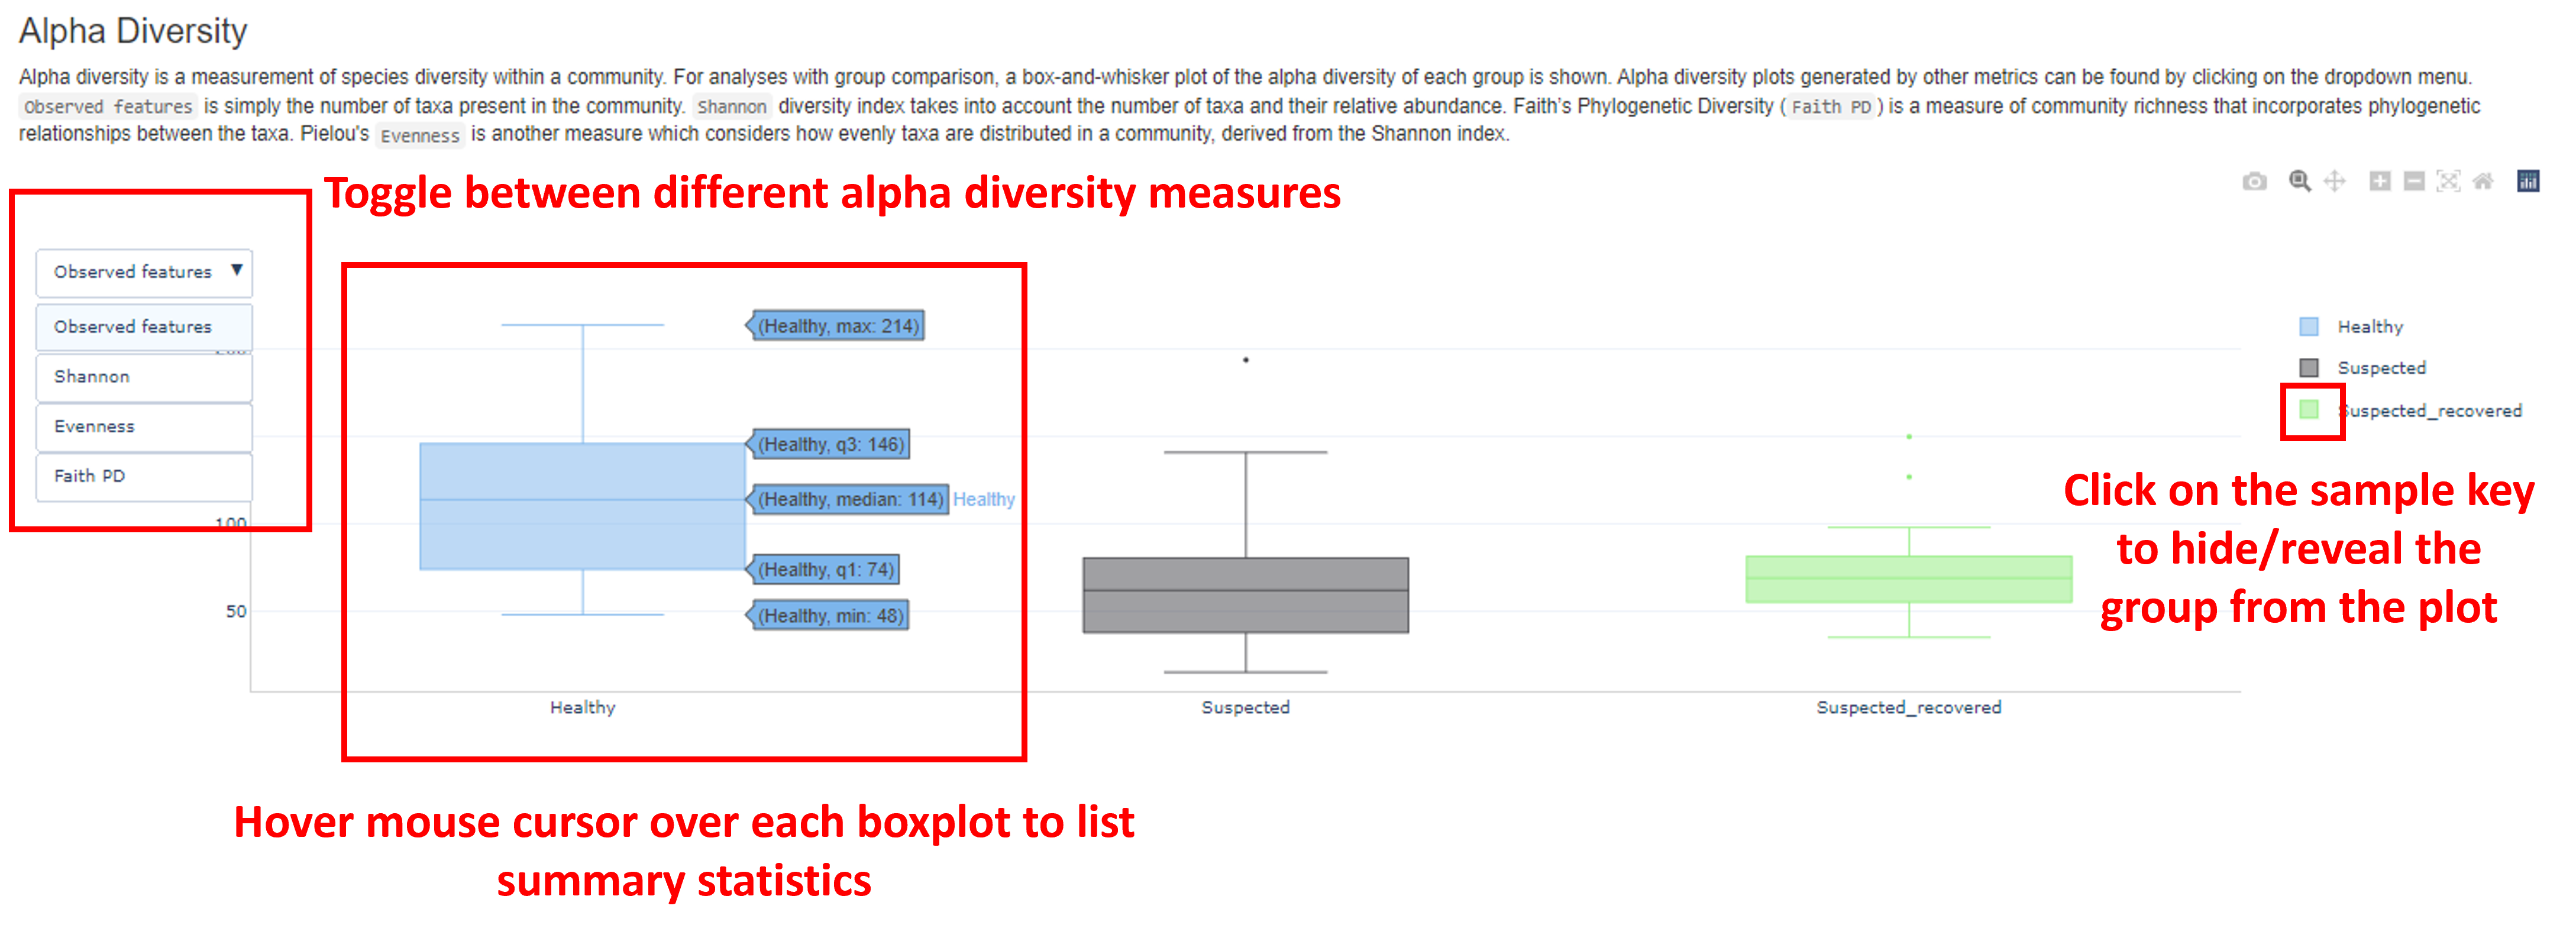 Alpha Diversity
Alpha diversity is a measurement of species diversity within a community. For analyses with group comparison, a box-and-whisker plot of the alpha diversity of each group is shown. Alpha diversity plots generated by other metrics can be found by clicking on the dropdown menu.
Observed features is simply the number of taxa present in the community. Shannon diversity index takes into account the number of taxa and their relative abundance. Faith's Phylogenetic Diversity ( Faith PD ) is a measure of community richness that incorporates phylogenetic
relationships between the taxa. Pielou's Evenness is another measure which considers how evenly taxa are distributed in a community, derived from the Shannon index.
Toggle between different alpha diversity measures
Observed features ▼
Observed features
Shannon
Evenness
Faith PD
100
50
(Healthy, max: 214)
(Healthy, q3: 146)
(Healthy, median: 114) Healthy
(Healthy, q1: 74)
(Healthy, min: 48)
Healthy
Suspected
Suspected_recovered
Healthy
Suspected
Suspected_recovered
Click on the sample key
to hide/reveal the
group from the plot
Hover mouse cursor over each boxplot to list
summary statistics